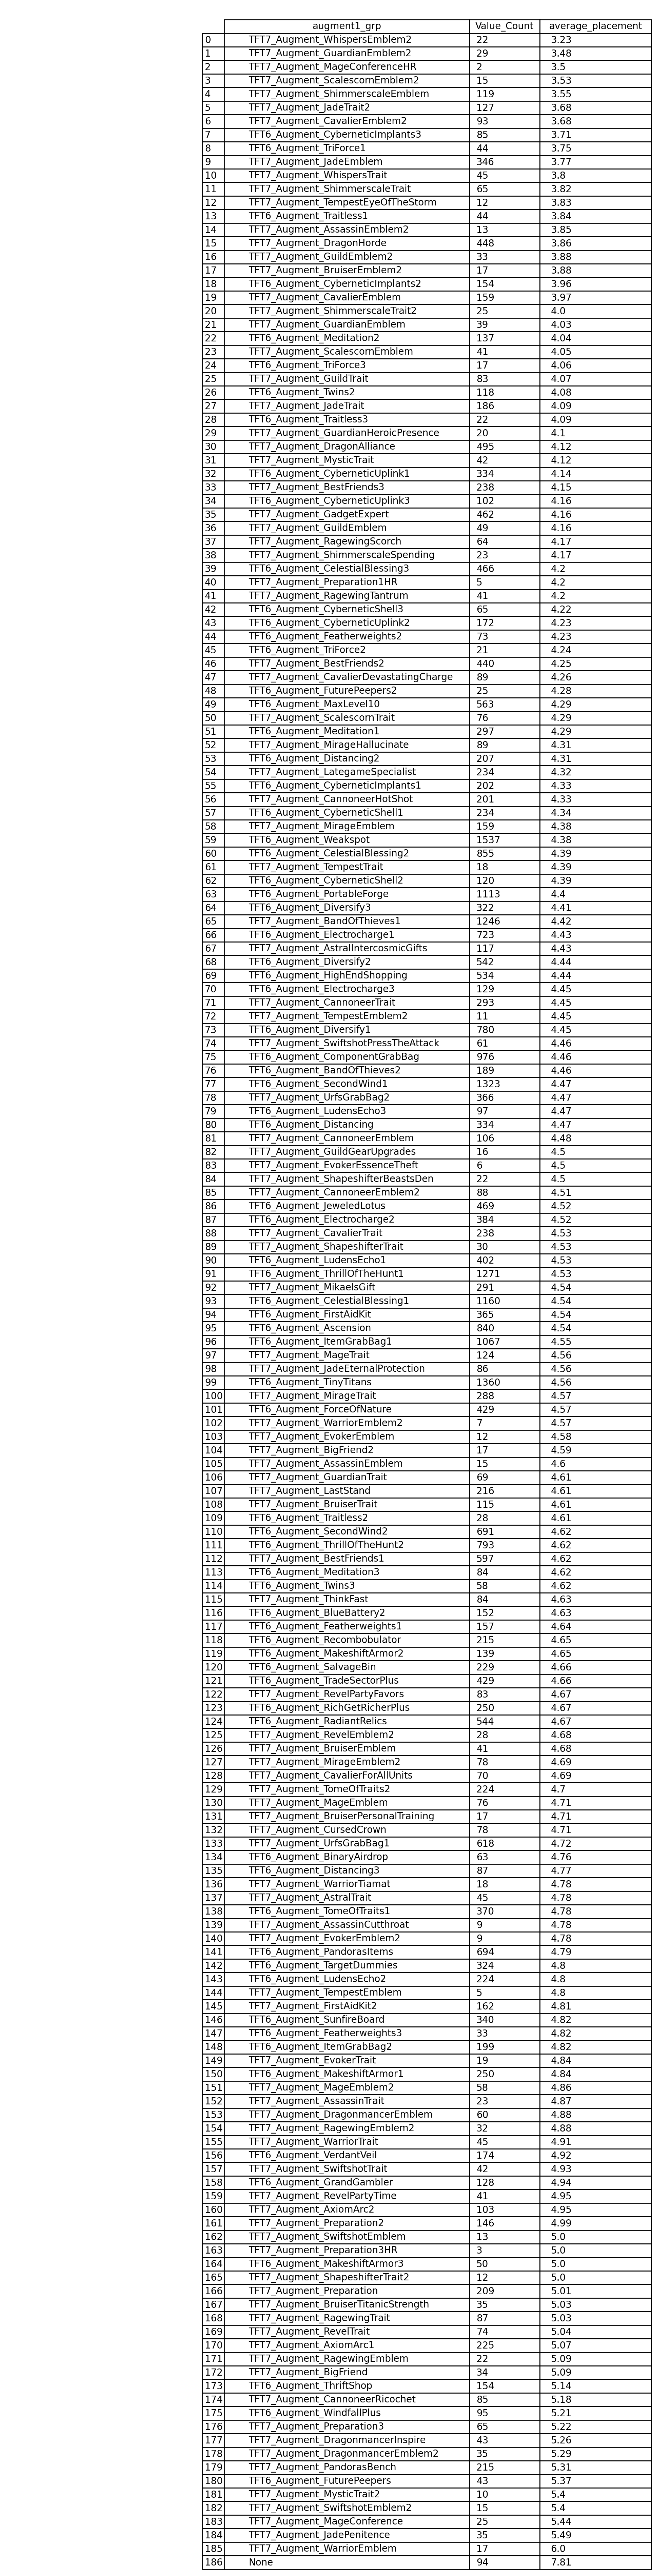 augment1_grp Value_Count average_placement
0 TFT7_Augment_WhispersEmblem2 22 3.23
1 TFT7_Augment_GuardianEmblem2 29 3.48
2 TFT7_Augment_MageConferenceHR 2 3.5
3 TFT7_Augment_ScalescornEmblem2 15 3.53
4 TFT7_Augment_ShimmerscaleEmblem 119 3.55
5 TFT7_Augment_JadeTrait2 127 3.68
6 TFT7_Augment_CavalierEmblem2 93 3.68
7 TFT6_Augment_CyberneticImplants3 85 3.71
8 TFT6_Augment_TriForce1 44 3.75
9 TFT7_Augment_JadeEmblem 346 3.77
10 TFT7_Augment_WhispersTrait 45 3.8
11 TFT7_Augment_ShimmerscaleTrait 65 3.82
12 TFT7_Augment_TempestEyeOfTheStorm 12 3.83
13 TFT6_Augment_Traitless1 44 3.84
14 TFT7_Augment_AssassinEmblem2 13 3.85
15 TFT7_Augment_DragonHorde 448 3.86
16 TFT7_Augment_GuildEmblem2 33 3.88
17 TFT7_Augment_BruiserEmblem2 17 3.88
18 TFT6_Augment_CyberneticImplants2 154 3.96
19 TFT7_Augment_CavalierEmblem 159 3.97
20 TFT7_Augment_ShimmerscaleTrait2 25 4.0
21 TFT7_Augment_GuardianEmblem 39 4.03
22 TFT6_Augment_Meditation2 137 4.04
23 TFT7_Augment_ScalescornEmblem 41 4.05
24 TFT6_Augment_TriForce3 17 4.06
25 TFT7_Augment_GuildTrait 83 4.07
26 TFT6_Augment_Twins2 118 4.08
27 TFT7_Augment_JadeTrait 186 4.09
28 TFT6_Augment_Traitless3 22 4.09
29 TFT7_Augment_GuardianHeroicPresence 20 4.1
30 TFT7_Augment_DragonAlliance 495 4.12
31 TFT7_Augment_MysticTrait 42 4.12
32 TFT6_Augment_CyberneticUplink1 334 4.14
33 TFT7_Augment_BestFriends3 238 4.15
34 TFT6_Augment_CyberneticUplink3 102 4.16
35 TFT7_Augment_GadgetExpert 462 4.16
36 TFT7_Augment_GuildEmblem 49 4.16
37 TFT7_Augment_RagewingScorch 64 4.17
38 TFT7_Augment_ShimmerscaleSpending 23 4.17
39 TFT6_Augment_CelestialBlessing3 466 4.2
40 TFT7_Augment_Preparation1HR 5 4.2
41 TFT7_Augment_RagewingTantrum 41 4.2
42 TFT6_Augment_CyberneticShell3 65 4.22
43 TFT6_Augment_CyberneticUplink2 172 4.23
44 TFT6_Augment_Featherweights2 73 4.23
45 TFT6_Augment_TriForce2 21 4.24
46 TFT7_Augment_BestFriends2 440 4.25
47 TFT7_Augment_CavalierDevastatingCharge 89 4.26
48 TFT6_Augment_FuturePeepers2 25 4.28
49 TFT6_Augment_MaxLevel10 563 4.29
50 TFT7_Augment_ScalescornTrait 76 4.29
51 TFT6_Augment_Meditation1 297 4.29
52 TFT7_Augment_MirageHallucinate 89 4.31
53 TFT6_Augment_Distancing2 207 4.31
54 TFT7_Augment_LategameSpecialist 234 4.32
55 TFT6_Augment_CyberneticImplants1 202 4.33
56 TFT7_Augment_CannoneerHotShot 201 4.33
57 TFT6_Augment_CyberneticShell1 234 4.34
58 TFT7_Augment_MirageEmblem 159 4.38
59 TFT6_Augment_Weakspot 1537 4.38
60 TFT6_Augment_CelestialBlessing2 855 4.39
61 TFT7_Augment_TempestTrait 18 4.39
62 TFT6_Augment_CyberneticShell2 120 4.39
63 TFT6_Augment_PortableForge 1113 4.4
64 TFT6_Augment_Diversify3 322 4.41
65 TFT7_Augment_BandOfThieves1 1246 4.42
66 TFT6_Augment_Electrocharge1 723 4.43
67 TFT7_Augment_AstralIntercosmicGifts 117 4.43
68 TFT6_Augment_Diversify2 542 4.44
69 TFT6_Augment_HighEndShopping 534 4.44
70 TFT6_Augment_Electrocharge3 129 4.45
71 TFT7_Augment_CannoneerTrait 293 4.45
72 TFT7_Augment_TempestEmblem2 11 4.45
73 TFT6_Augment_Diversify1 780 4.45
74 TFT7_Augment_SwiftshotPressTheAttack 61 4.46
75 TFT6_Augment_ComponentGrabBag 976 4.46
76 TFT6_Augment_BandOfThieves2 189 4.46
77 TFT6_Augment_SecondWind1 1323 4.47
78 TFT7_Augment_UrfsGrabBag2 366 4.47
79 TFT6_Augment_LudensEcho3 97 4.47
80 TFT6_Augment_Distancing 334 4.47
81 TFT7_Augment_CannoneerEmblem 106 4.48
82 TFT7_Augment_GuildGearUpgrades 16 4.5
83 TFT7_Augment_EvokerEssenceTheft 6 4.5
84 TFT7_Augment_ShapeshifterBeastsDen 22 4.5
85 TFT7_Augment_CannoneerEmblem2 88 4.51
86 TFT6_Augment_JeweledLotus 469 4.52
87 TFT6_Augment_Electrocharge2 384 4.52
88 TFT7_Augment_CavalierTrait 238 4.53
89 TFT7_Augment_ShapeshifterTrait 30 4.53
90 TFT6_Augment_LudensEcho1 402 4.53
91 TFT6_Augment_ThrillOfTheHunt1 1271 4.53
92 TFT7_Augment_MikaelsGift 291 4.54
93 TFT6_Augment_CelestialBlessing1 1160 4.54
94 TFT6_Augment_FirstAidKit 365 4.54
95 TFT6_Augment_Ascension 840 4.54
96 TFT6_Augment_ItemGrabBag1 1067 4.55
97 TFT7_Augment_MageTrait 124 4.56
98 TFT7_Augment_JadeEternalProtection 86 4.56
99 TFT6_Augment_TinyTitans 1360 4.56
100 TFT7_Augment_MirageTrait 288 4.57
101 TFT6_Augment_ForceOfNature 429 4.57
102 TFT7_Augment_WarriorEmblem2 7 4.57
103 TFT7_Augment_EvokerEmblem 12 4.58
104 TFT7_Augment_BigFriend2 17 4.59
105 TFT7_Augment_AssassinEmblem 15 4.6
106 TFT7_Augment_GuardianTrait 69 4.61
107 TFT7_Augment_LastStand 216 4.61
108 TFT7_Augment_BruiserTrait 115 4.61
109 TFT6_Augment_Traitless2 28 4.61
110 TFT6_Augment_SecondWind2 691 4.62
111 TFT6_Augment_ThrillOfTheHunt2 793 4.62
112 TFT7_Augment_BestFriends1 597 4.62
113 TFT6_Augment_Meditation3 84 4.62
114 TFT6_Augment_Twins3 58 4.62
115 TFT7_Augment_ThinkFast 84 4.63
116 TFT6_Augment_BlueBattery2 152 4.63
117 TFT6_Augment_Featherweights1 157 4.64
118 TFT6_Augment_Recombobulator 215 4.65
119 TFT6_Augment_MakeshiftArmor2 139 4.65
120 TFT6_Augment_SalvageBin 229 4.66
121 TFT6_Augment_TradeSectorPlus 429 4.66
122 TFT7_Augment_RevelPartyFavors 83 4.67
123 TFT6_Augment_RichGetRicherPlus 250 4.67
124 TFT6_Augment_RadiantRelics 544 4.67
125 TFT7_Augment_RevelEmblem2 28 4.68
126 TFT7_Augment_BruiserEmblem 41 4.68
127 TFT7_Augment_MirageEmblem2 78 4.69
128 TFT7_Augment_CavalierForAllUnits 70 4.69
129 TFT7_Augment_TomeOfTraits2 224 4.7
130 TFT7_Augment_MageEmblem 76 4.71
131 TFT7_Augment_BruiserPersonalTraining 17 4.71
132 TFT7_Augment_CursedCrown 78 4.71
133 TFT7_Augment_UrfsGrabBag1 618 4.72
134 TFT6_Augment_BinaryAirdrop 63 4.76
135 TFT6_Augment_Distancing3 87 4.77
136 TFT7_Augment_WarriorTiamat 18 4.78
137 TFT7_Augment_AstralTrait 45 4.78
138 TFT6_Augment_TomeOfTraits1 370 4.78
139 TFT7_Augment_AssassinCutthroat 9 4.78
140 TFT7_Augment_EvokerEmblem2 9 4.78
141 TFT6_Augment_PandorasItems 694 4.79
142 TFT6_Augment_TargetDummies 324 4.8
143 TFT6_Augment_LudensEcho2 224 4.8
144 TFT7_Augment_TempestEmblem 5 4.8
145 TFT7_Augment_FirstAidKit2 162 4.81
146 TFT6_Augment_SunfireBoard 340 4.82
147 TFT6_Augment_Featherweights3 33 4.82
148 TFT6_Augment_ItemGrabBag2 199 4.82
149 TFT7_Augment_EvokerTrait 19 4.84
150 TFT6_Augment_MakeshiftArmor1 250 4.84
151 TFT7_Augment_MageEmblem2 58 4.86
152 TFT7_Augment_AssassinTrait 23 4.87
153 TFT7_Augment_DragonmancerEmblem 60 4.88
154 TFT7_Augment_RagewingEmblem2 32 4.88
155 TFT7_Augment_WarriorTrait 45 4.91
156 TFT6_Augment_VerdantVeil 174 4.92
157 TFT7_Augment_SwiftshotTrait 42 4.93
158 TFT6_Augment_GrandGambler 128 4.94
159 TFT7_Augment_RevelPartyTime 41 4.95
160 TFT7_Augment_AxiomArc2 103 4.95
161 TFT7_Augment_Preparation2 146 4.99
162 TFT7_Augment_SwiftshotEmblem 13 5.0
163 TFT7_Augment_Preparation3HR 3 5.0
164 TFT6_Augment_MakeshiftArmor3 50 5.0
165 TFT7_Augment_ShapeshifterTrait2 12 5.0
166 TFT7_Augment_Preparation 209 5.01
167 TFT7_Augment_BruiserTitanicStrength 35 5.03
168 TFT7_Augment_RagewingTrait 87 5.03
169 TFT7_Augment_RevelTrait 74 5.04
170 TFT7_Augment_AxiomArc1 225 5.07
171 TFT7_Augment_RagewingEmblem 22 5.09
172 TFT7_Augment_BigFriend 34 5.09
173 TFT6_Augment_ThriftShop 154 5.14
174 TFT7_Augment_CannoneerRicochet 85 5.18
175 TFT6_Augment_WindfallPlus 95 5.21
176 TFT7_Augment_Preparation3 65 5.22
177 TFT7_Augment_DragonmancerInspire 43 5.26
178 TFT7_Augment_DragonmancerEmblem2 35 5.29
179 TFT7_Augment_PandorasBench 215 5.31
180 TFT6_Augment_FuturePeepers 43 5.37
181 TFT7_Augment_MysticTrait2 10 5.4
182 TFT7_Augment_SwiftshotEmblem2 15 5.4
183 TFT7_Augment_MageConference 25 5.44
184 TFT7_Augment_JadePenitence 35 5.49
185 TFT7_Augment_WarriorEmblem 17 6.0
186 None 94 7.81